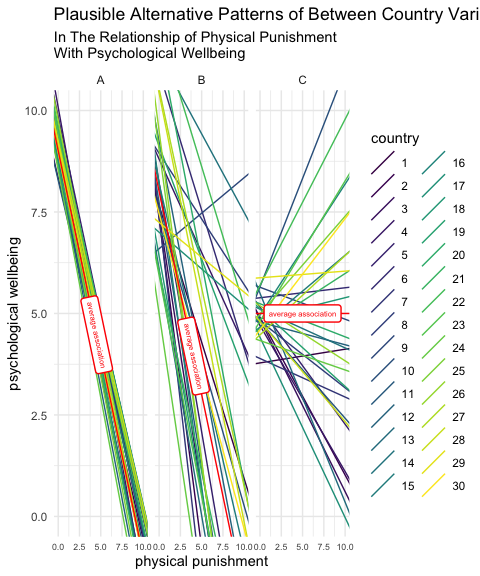 Plausible Alternative Patterns of Between Country Vari
In The Relationship of Physical Punishment
With Psychological Wellbeing
A B C
psychological wellbeing
10.0
7.5
5.0
2.5
0.0
average association
average association
average association
0.0 2.5 5.0 7.5 10.0 0.0 2.5 5.0 7.5 10.0 0.0 2.5 5.0 7.5 10.0
physical punishment
country
1 16
2 17
3 18
4 19
5 20
6 21
7 22
8 23
9 24
10 25
11 26
12 27
13 28
14 29
15 30